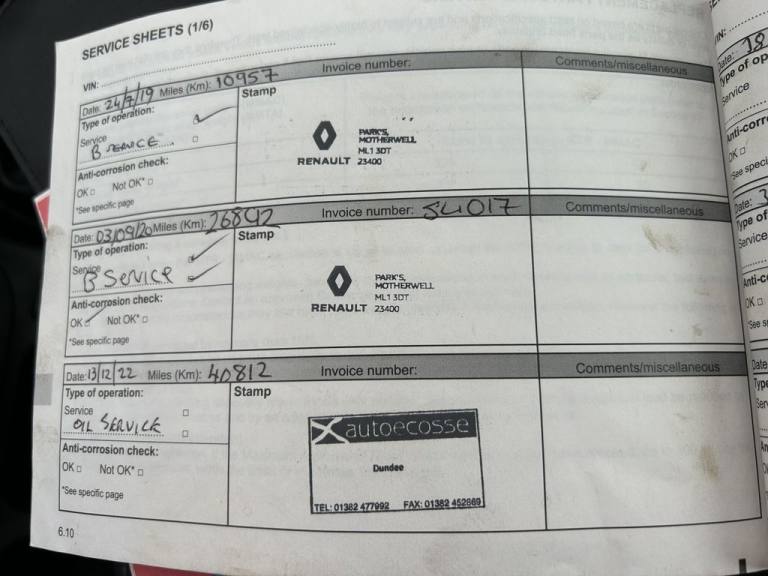 SERVICE SHEETS (1/6)
VIN:
Date: 24/7/19 Miles (Km): 10957 Invoice number: Comments/miscellaneous
Type of operation: Stamp
Service
B SERVICE
Anti-corrosion check:
OK Not OK*
*See specific page
RENAULT
PARK'S,
MOTHERWELL
ML1 3DT
23400
Date: 03/09/20 Miles (Km): 26892 Invoice number: S4017 Comments/miscellaneous
Type of operation: Stamp
Service
B Service
Anti-corrosion check:
OK Not OK*
*See specific page
RENAULT
PARK'S,
MOTHERWELL
ML1 3DT
23400
Date: 13/12/22 Miles (Km): 40812 Invoice number: Comments/miscellaneous
Type of operation: Stamp
Service
OIL SERVICE
Anti-corrosion check:
OK Not OK*
*See specific page
autoecosse
Dundee
TEL: 01382 477992 FAX: 01382 452869
6.10